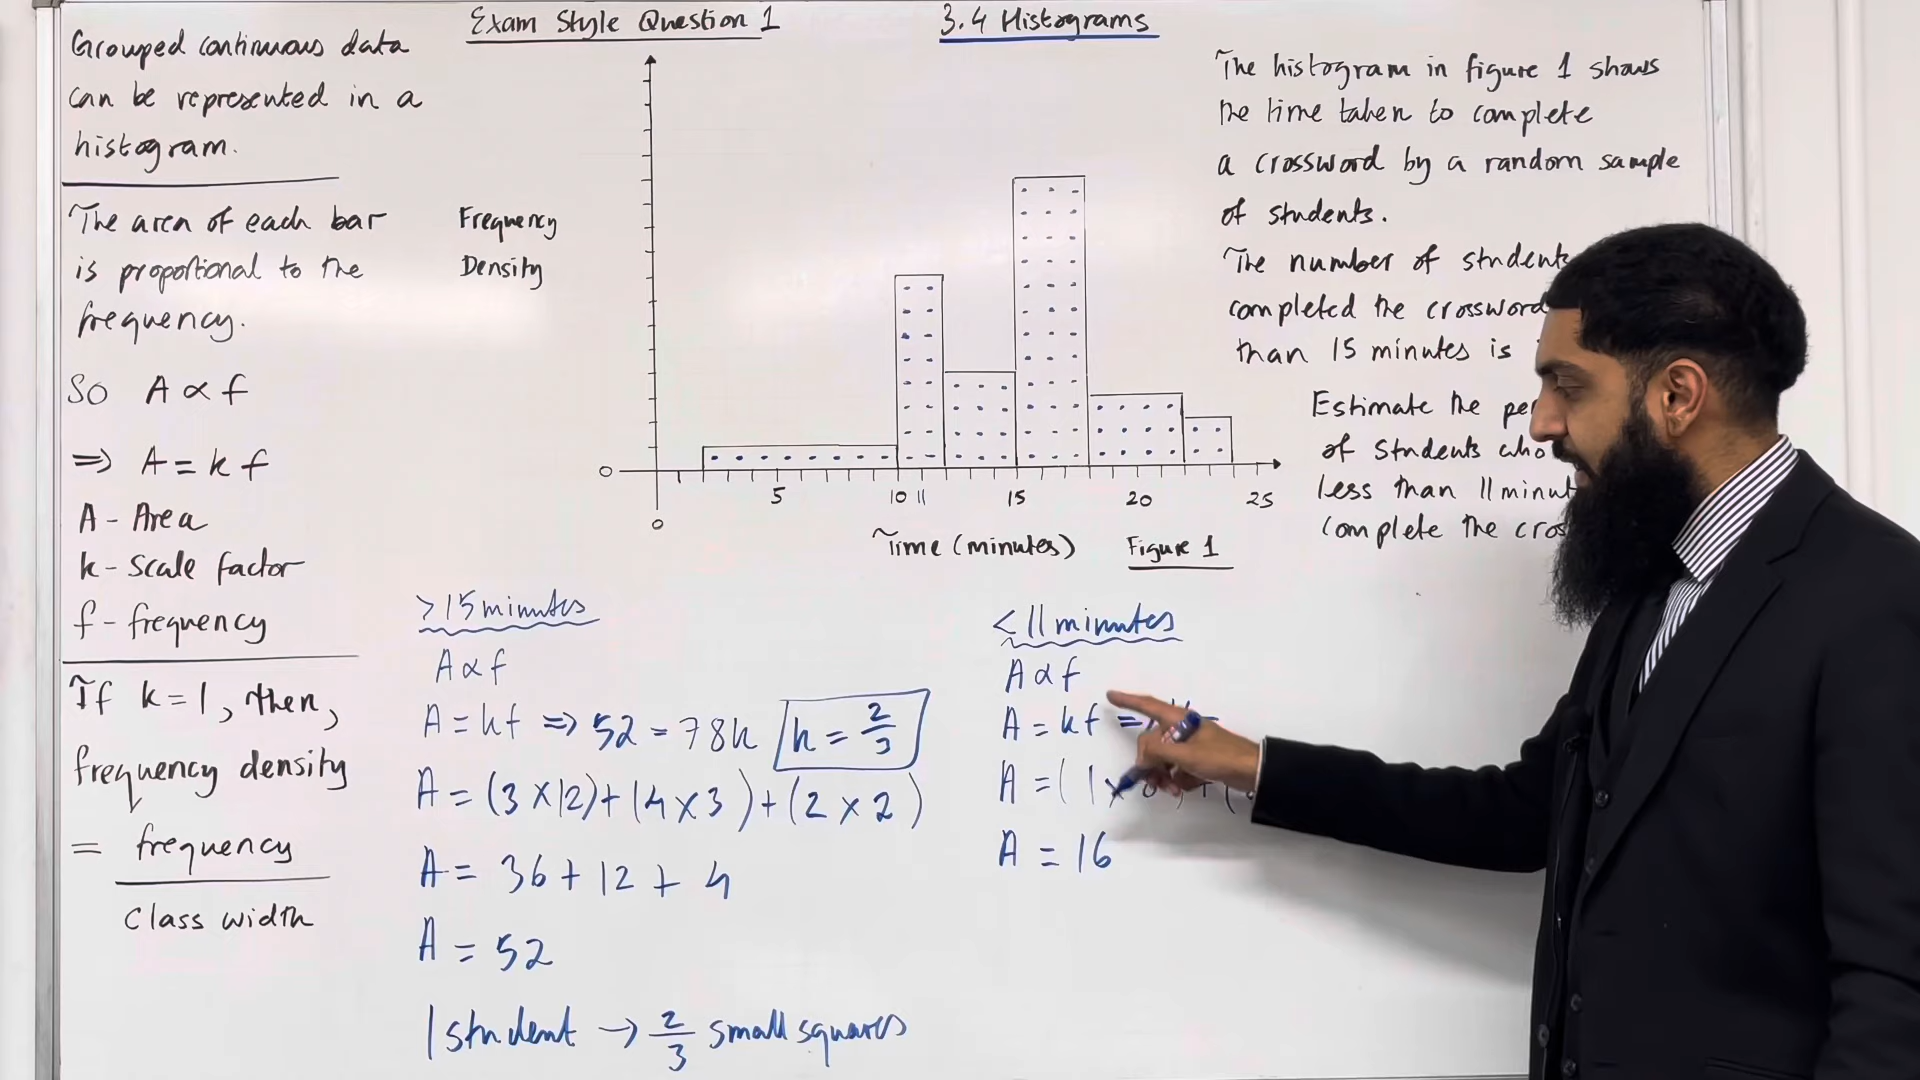 Exam Style Question 1
3.4 Histograms
Grouped continuous data
can be represented in a
histogram.
The area of each bar
is proportional to the
frequency.
So A ∝ f
⇒ A = k f
A - Area
k - scale factor
f - frequency
If k = 1, then,
frequency density
= frequency
class width
Frequency
Density
0
0
5
10
11
15
20
25
Time (minutes)
Figure 1
The histogram in figure 1 shows
the time taken to complete
a crossword by a random sample
of students.
The number of students
completed the crossword
than 15 minutes is
Estimate the
of students
less than 11
complete the
>15 minutes
A ∝ f
A = kf ⇒ 52 = 78k k = 2/3
A = (3 × 12) + (4 × 3) + (2 × 2)
A = 36 + 12 + 4
A = 52
1 student → 2/3 small squares
< 11 minutes
A ∝ f
A = kf =
A = (1 ×
A = 16